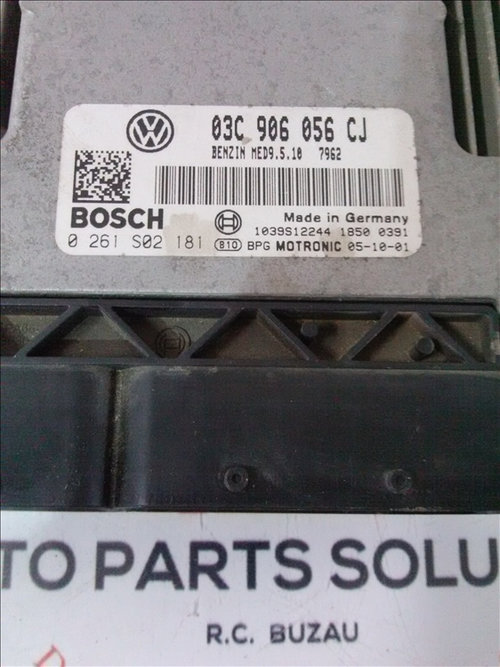 03C 906 056 CJ
BENZIN MED9.5.10 7962
BOSCH
Made in Germany
1039S12244 1850 0391
0 261 S02 181 B10 BPG MOTRONIC 05-10-01
TO PARTS SOLU
R.C. BUZAU